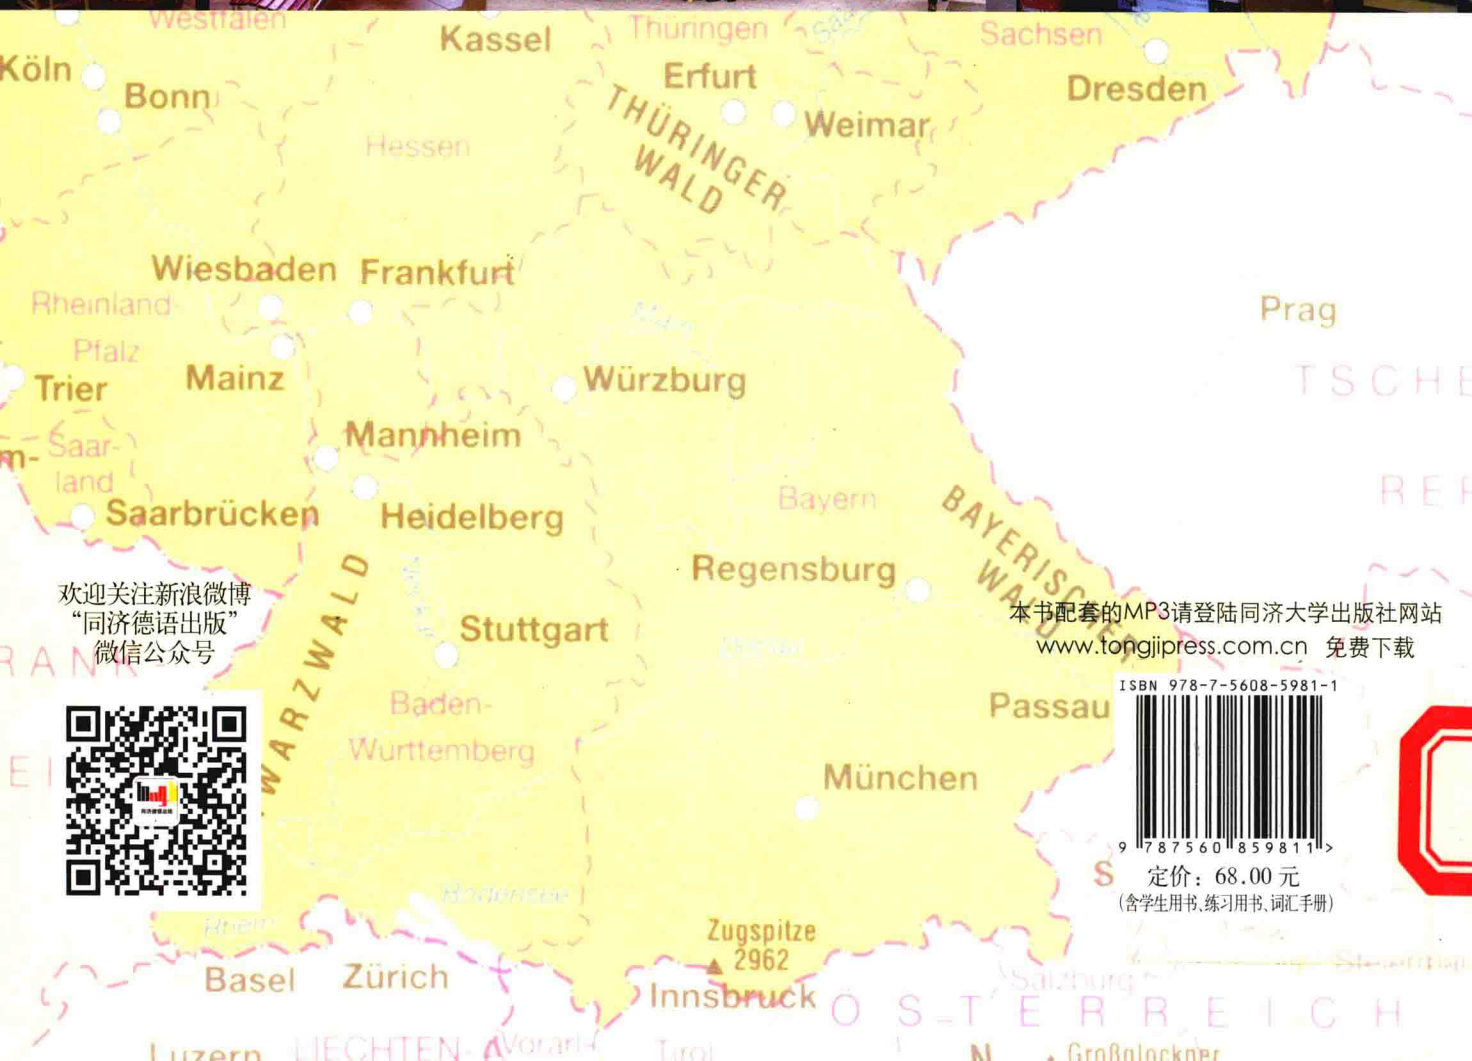 Westfalen
Kassel
Thüringen
Sachsen
Köln
Bonn
Erfurt
Dresden
THÜRINGER
WALD
Weimar
Hessen
Wiesbaden
Frankfurt
Rheinland-
Pfalz
Prag
Trier
Mainz
Würzburg
TSCHE
Mannheim
m-
Saar-
land
Bayern
RE
Saarbrücken
Heidelberg
BAYERISCHER
WALD
Regensburg
欢迎关注新浪微博
“同济德语出版”
微信公众号
WARZWALD
Stuttgart
本书配套的MP3请登陆同济大学出版社网站
www.tongjipress.com.cn 免费下载
RANK-
Baden-
Württemberg
Passau
ISBN 978-7-5608-5981-1
EI
München
9 787560 859811 >
S
定价：68.00 元
(含学生用书、练习用书、词汇手册)
Bodensee
Rhein
Zugspitze
2962
Basel
Zürich
Innsbruck
Salzburg
ÖSTERREICH
Luzern
LIECHTEN-
Vorarl-
Tirol
Großglockner